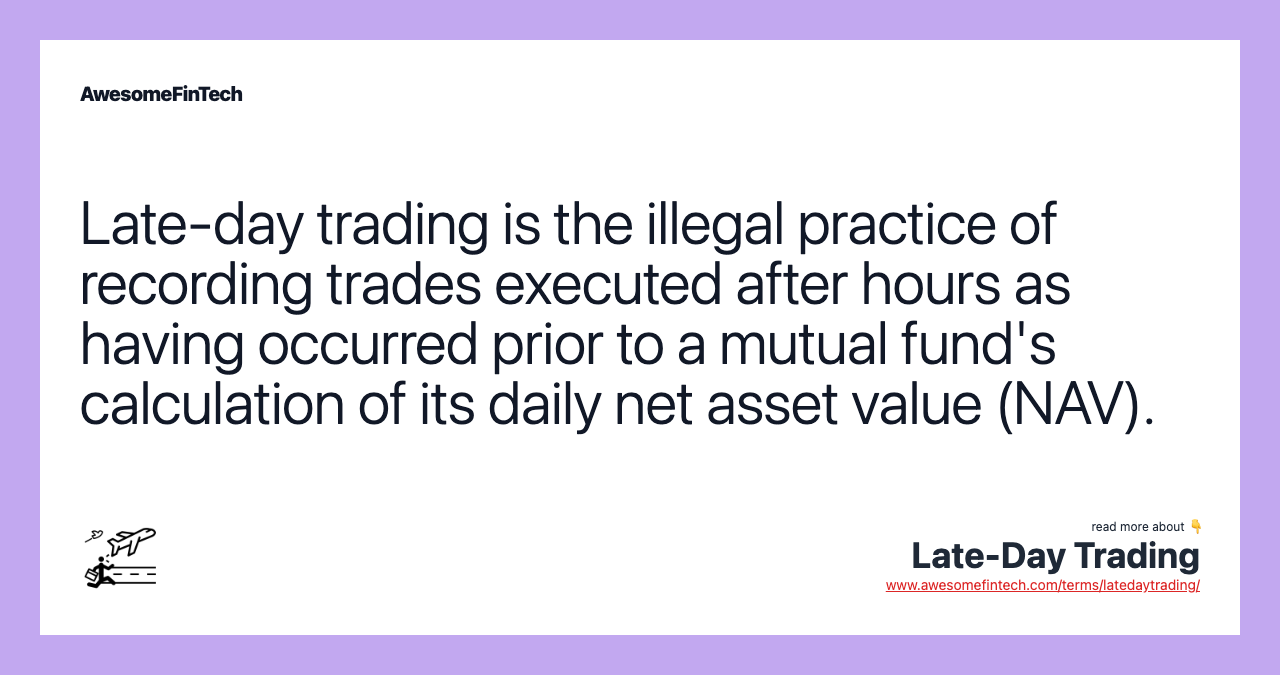 AwesomeFinTech
Late-day trading is the illegal practice of
recording trades executed after hours as
having occurred prior to a mutual fund's
calculation of its daily net asset value (NAV).
read more about 👇
Late-Day Trading
www.awesomefintech.com/terms/latedaytrading/